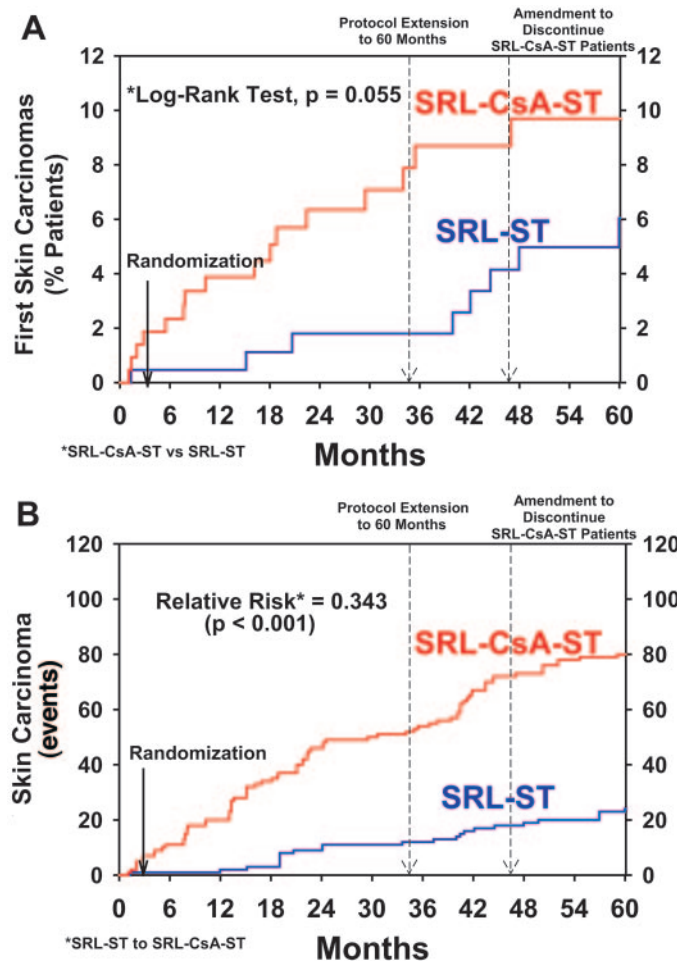 A
Protocol Extension
to 60 Months
Amendment to
Discontinue
SRL-CsA-ST Patients
12 12
*Log-Rank Test, p = 0.055
SRL-CsA-ST
10 10
8 8
First Skin Carcinomas
(% Patients)
6 6
SRL-ST
Randomization
4 4
2 2
0 0
0 6 12 18 24 30 36 42 48 54 60
*SRL-CsA-ST vs SRL-ST
Months
B
Protocol Extension
to 60 Months
Amendment to
Discontinue
SRL-CsA-ST Patients
120 120
100 100
Relative Risk* = 0.343
(p < 0.001)
SRL-CsA-ST
80 80
Skin Carcinoma
(events)
60 60
Randomization
40 40
SRL-ST
20 20
0 0
0 6 12 18 24 30 36 42 48 54 60
*SRL-ST to SRL-CsA-ST
Months